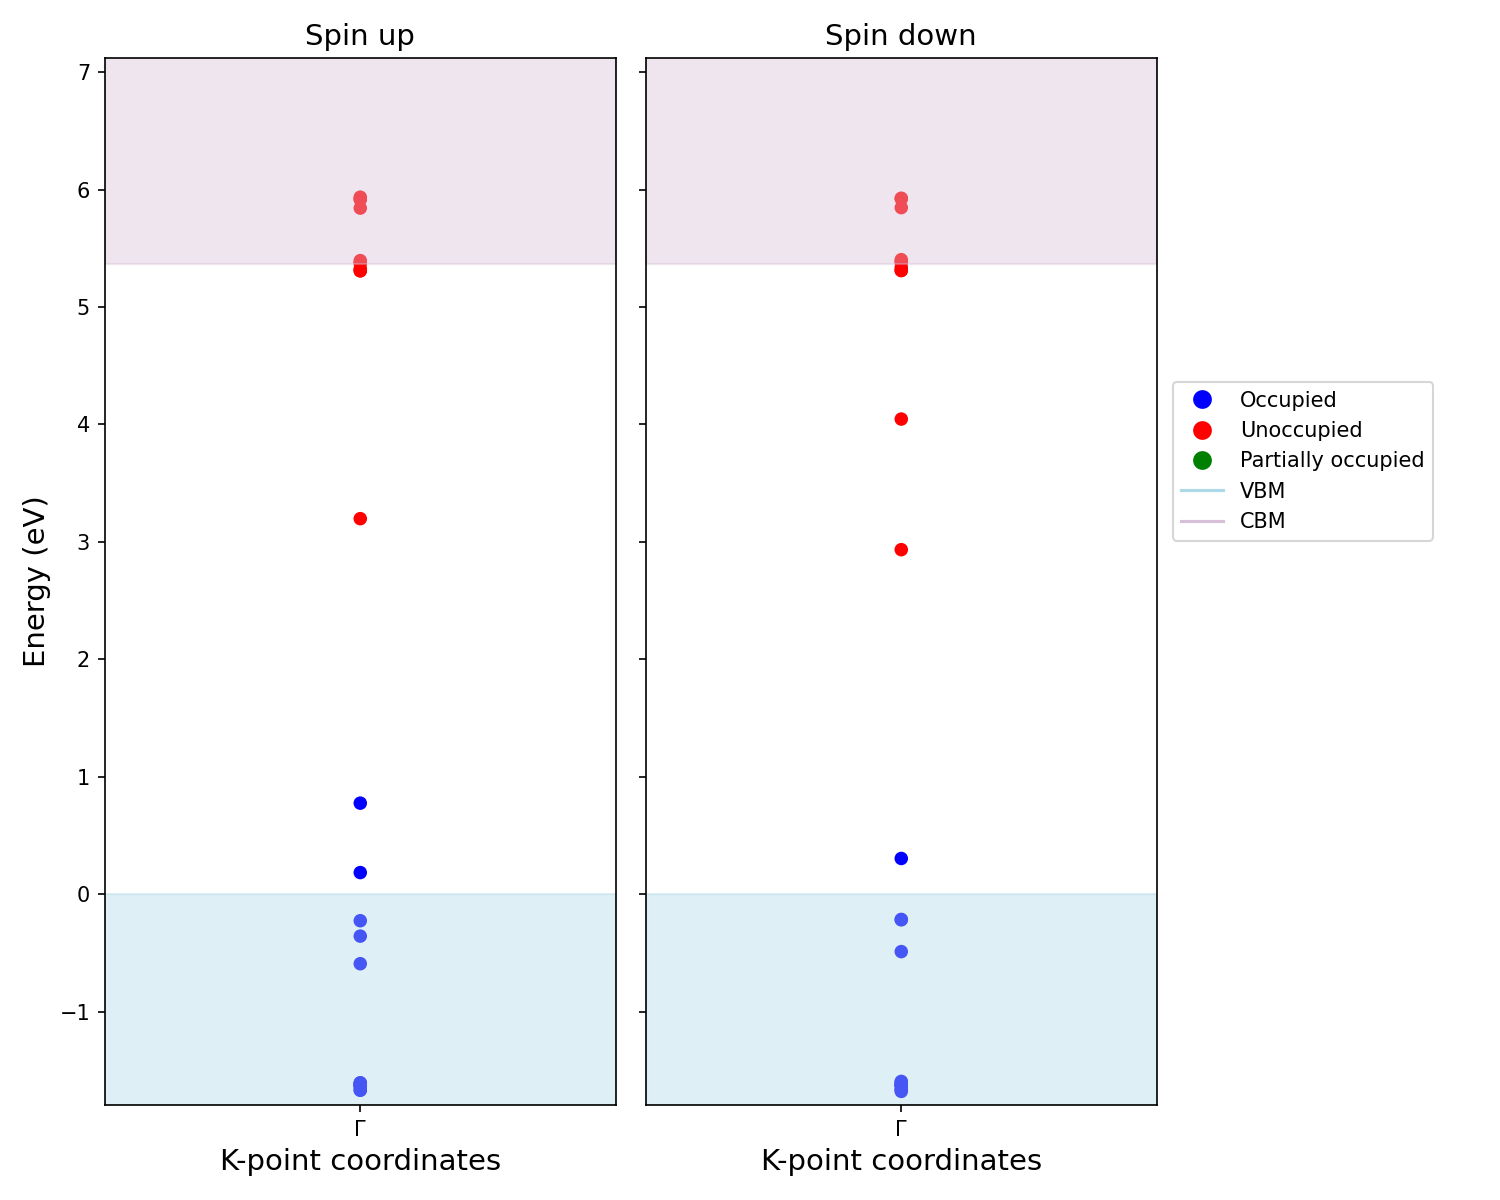 Spin up
Spin down
7
6
5
4
3
2
1
0
−1
Energy (eV)
Γ
Γ
K-point coordinates
K-point coordinates
Occupied
Unoccupied
Partially occupied
VBM
CBM